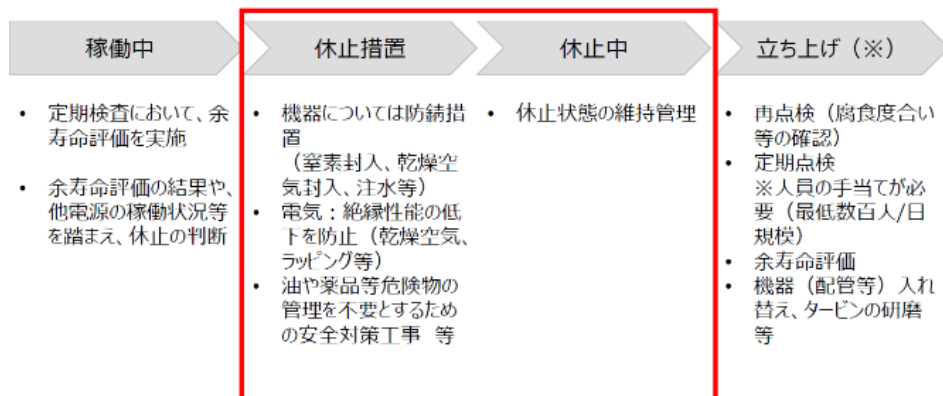 稼働中
休止措置
休止中
立ち上げ（※）
• 定期検査において、余
寿命評価を実施
• 余寿命評価の結果や、
他電源の稼働状況等
を踏まえ、休止の判断
• 機器については防錆措
置
（窒素封入、乾燥空
気封入、注水等）
• 電気：絶縁性能の低
下を防止（乾燥空気、
ラッピング等）
• 油や薬品等危険物の
管理を不要とするため
の安全対策工事　等
• 休止状態の維持管理
• 再点検（腐食度合い
等の確認）
• 定期点検
※人員の手当てが必
要（最低数百人/日
規模）
• 余寿命評価
• 機器（配管等）入れ
替え、タービンの研磨
等